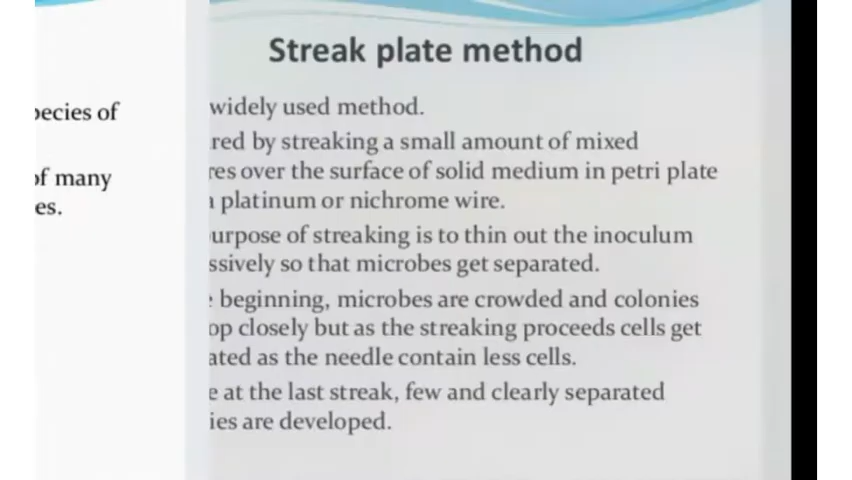 Streak plate method
species of
of many
es.
widely used method.
red by streaking a small amount of mixed
res over the surface of solid medium in petri plate
platinum or nichrome wire.
urpose of streaking is to thin out the inoculum
ssively so that microbes get separated.
beginning, microbes are crowded and colonies
op closely but as the streaking proceeds cells get
ated as the needle contain less cells.
e at the last streak, few and clearly separated
ies are developed.